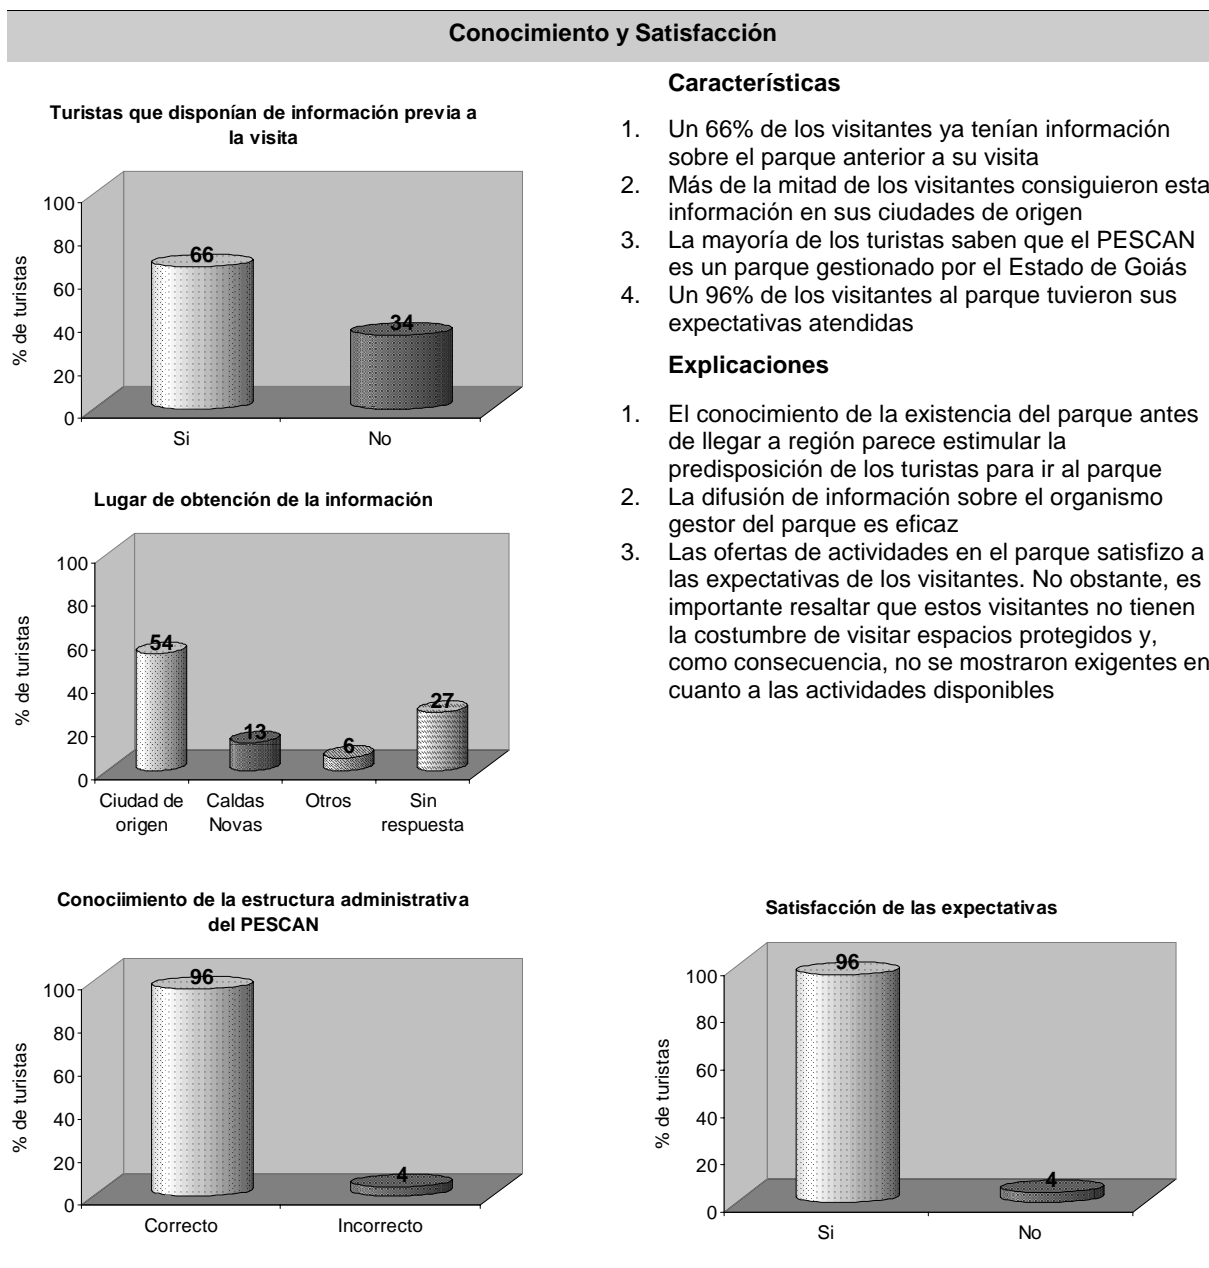 Conocimiento y Satisfacción
Turistas que disponían de información previa a
la visita
% de turistas
100
80
60
40
20
0
66
34
Si
No
Lugar de obtención de la información
% de turistas
100
80
60
40
20
0
54
13
6
27
Ciudad de
origen
Caldas
Novas
Otros
Sin
respuesta
Características
1. Un 66% de los visitantes ya tenían información
sobre el parque anterior a su visita
2. Más de la mitad de los visitantes consiguieron esta
información en sus ciudades de origen
3. La mayoría de los turistas saben que el PESCAN
es un parque gestionado por el Estado de Goiás
4. Un 96% de los visitantes al parque tuvieron sus
expectativas atendidas
Explicaciones
1. El conocimiento de la existencia del parque antes
de llegar a región parece estimular la
predisposición de los turistas para ir al parque
2. La difusión de información sobre el organismo
gestor del parque es eficaz
3. Las ofertas de actividades en el parque satisfizo a
las expectativas de los visitantes. No obstante, es
importante resaltar que estos visitantes no tienen
la costumbre de visitar espacios protegidos y,
como consecuencia, no se mostraron exigentes en
cuanto a las actividades disponibles
Conociimiento de la estructura administrativa
del PESCAN
% de turistas
100
80
60
40
20
0
96
4
Correcto
Incorrecto
Satisfacción de las expectativas
% de turistas
100
80
60
40
20
0
96
4
Si
No